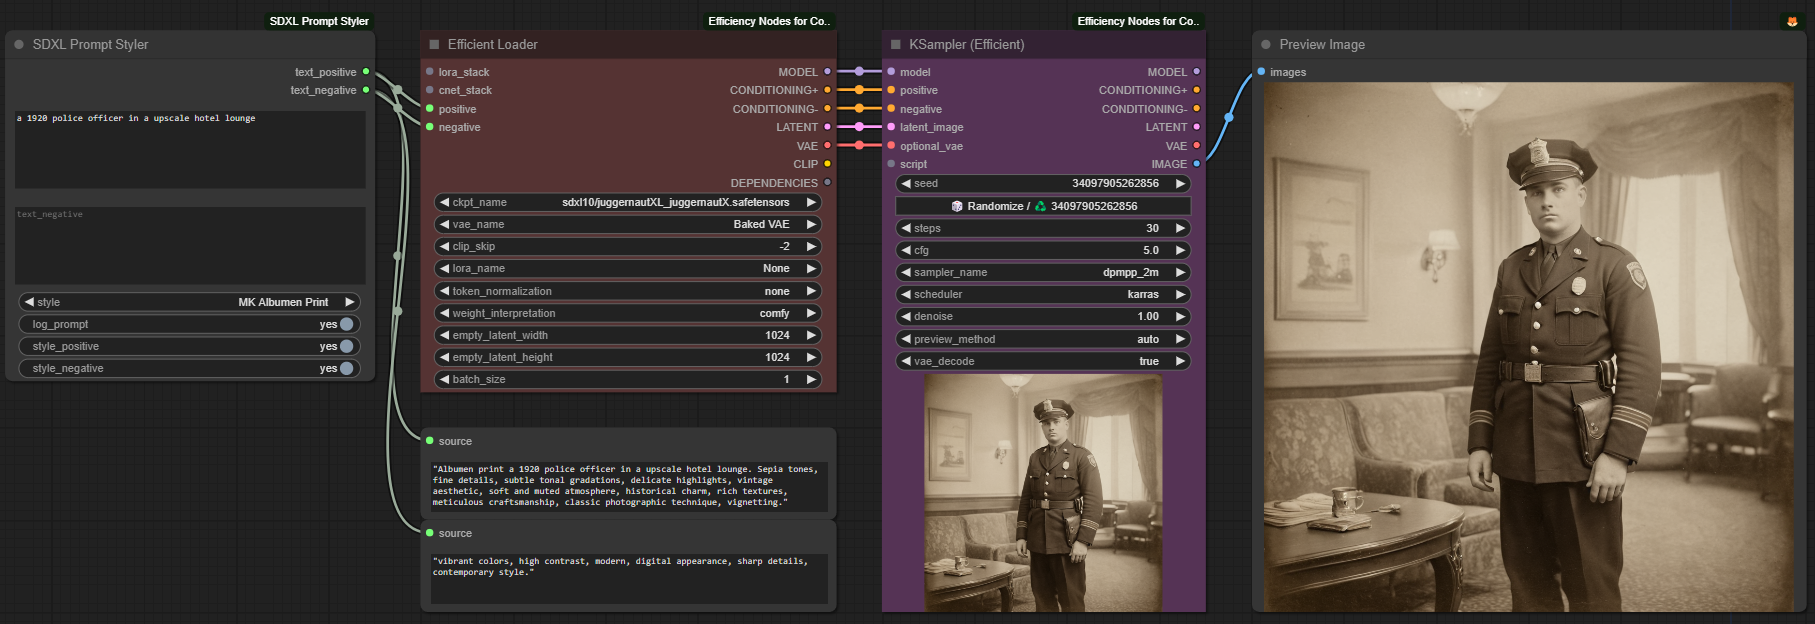 SDXL Prompt Styler
SDXL Prompt Styler
text_positive
text_negative
a 1920 police officer in a upscale hotel lounge
text_negative
style MK Albumen Print
log_prompt yes
style_positive yes
style_negative yes
Efficiency Nodes for Co..
Efficient Loader
lora_stack MODEL
cnet_stack CONDITIONING+
positive CONDITIONING-
negative LATENT
VAE
CLIP
DEPENDENCIES
ckpt_name sdxl10/juggernautXL_juggernautX.safetensors
vae_name Baked VAE
clip_skip -2
lora_name None
token_normalization none
weight_interpretation comfy
empty_latent_width 1024
empty_latent_height 1024
batch_size 1
source
"Albumen print a 1920 police officer in a upscale hotel lounge. Sepia tones,
fine details, subtle tonal gradations, delicate highlights, vintage
aesthetic, soft and muted atmosphere, historical charm, rich textures,
meticulous craftsmanship, classic photographic technique, vignetting."
source
"vibrant colors, high contrast, modern, digital appearance, sharp details,
contemporary style."
Efficiency Nodes for Co..
KSampler (Efficient)
model MODEL
positive CONDITIONING+
negative CONDITIONING-
latent_image LATENT
optional_vae VAE
script IMAGE
seed 34097905262856
🎲 Randomize / ♻️ 34097905262856
steps 30
cfg 5.0
sampler_name dpmpp_2m
scheduler karras
denoise 1.00
preview_method auto
vae_decode true
Preview Image
images